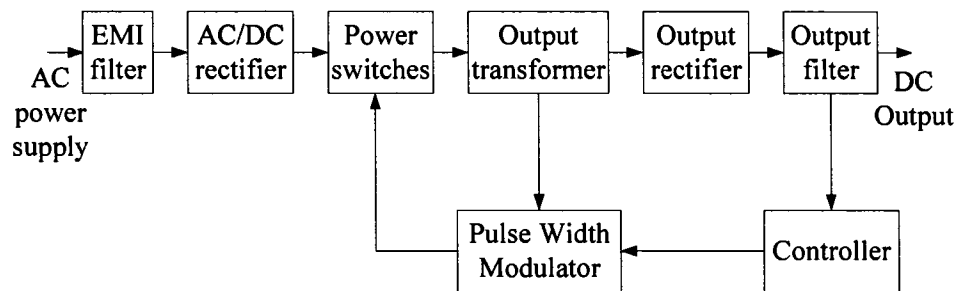 EMI
filter
AC/DC
rectifier
Power
switches
Output
transformer
Output
rectifier
Output
filter
AC
power
supply
DC
Output
Pulse Width
Modulator
Controller